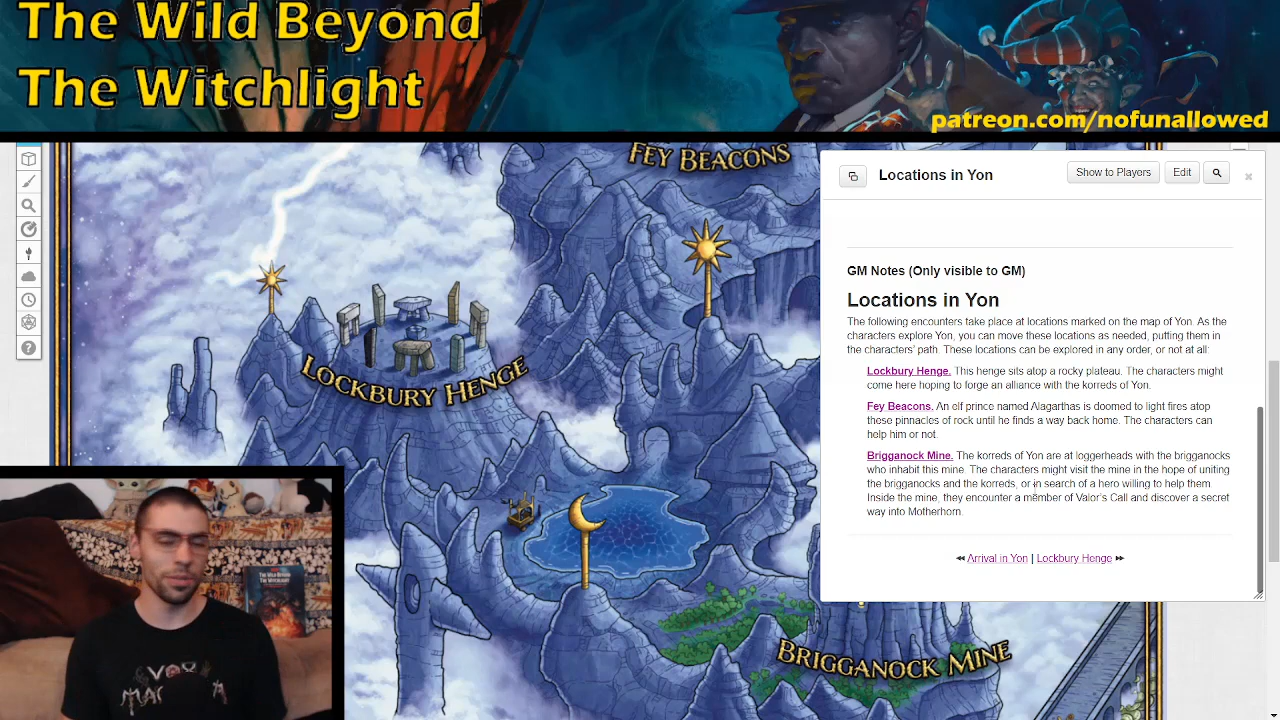 The Wild Beyond
The Witchlight
patreon.com/nofunallowed
FEY BEACONS
LOCKBURY HENGE
BRIGGANOCK MINE
Locations in Yon
Show to Players
Edit
GM Notes (Only visible to GM)
Locations in Yon
The following encounters take place at locations marked on the map of Yon. As the
characters explore Yon, you can move these locations as needed, putting them in
the characters' path. These locations can be explored in any order, or not at all:
Lockbury Henge. This henge sits atop a rocky plateau. The characters might
come here hoping to forge an alliance with the korreds of Yon.
Fey Beacons. An elf prince named Alagarthas is doomed to light fires atop
these pinnacles of rock until he finds a way back home. The characters can
help him or not.
Brigganock Mine. The korreds of Yon are at loggerheads with the brigganocks
who inhabit this mine. The characters might visit the mine in the hope of uniting
the brigganocks and the korreds, or in search of a hero willing to help them.
Inside the mine, they encounter a member of Valor's Call and discover a secret
way into Motherhorn.
Arrival in Yon | Lockbury Henge
THE WILD BEYOND
THE WITCHLIGHT